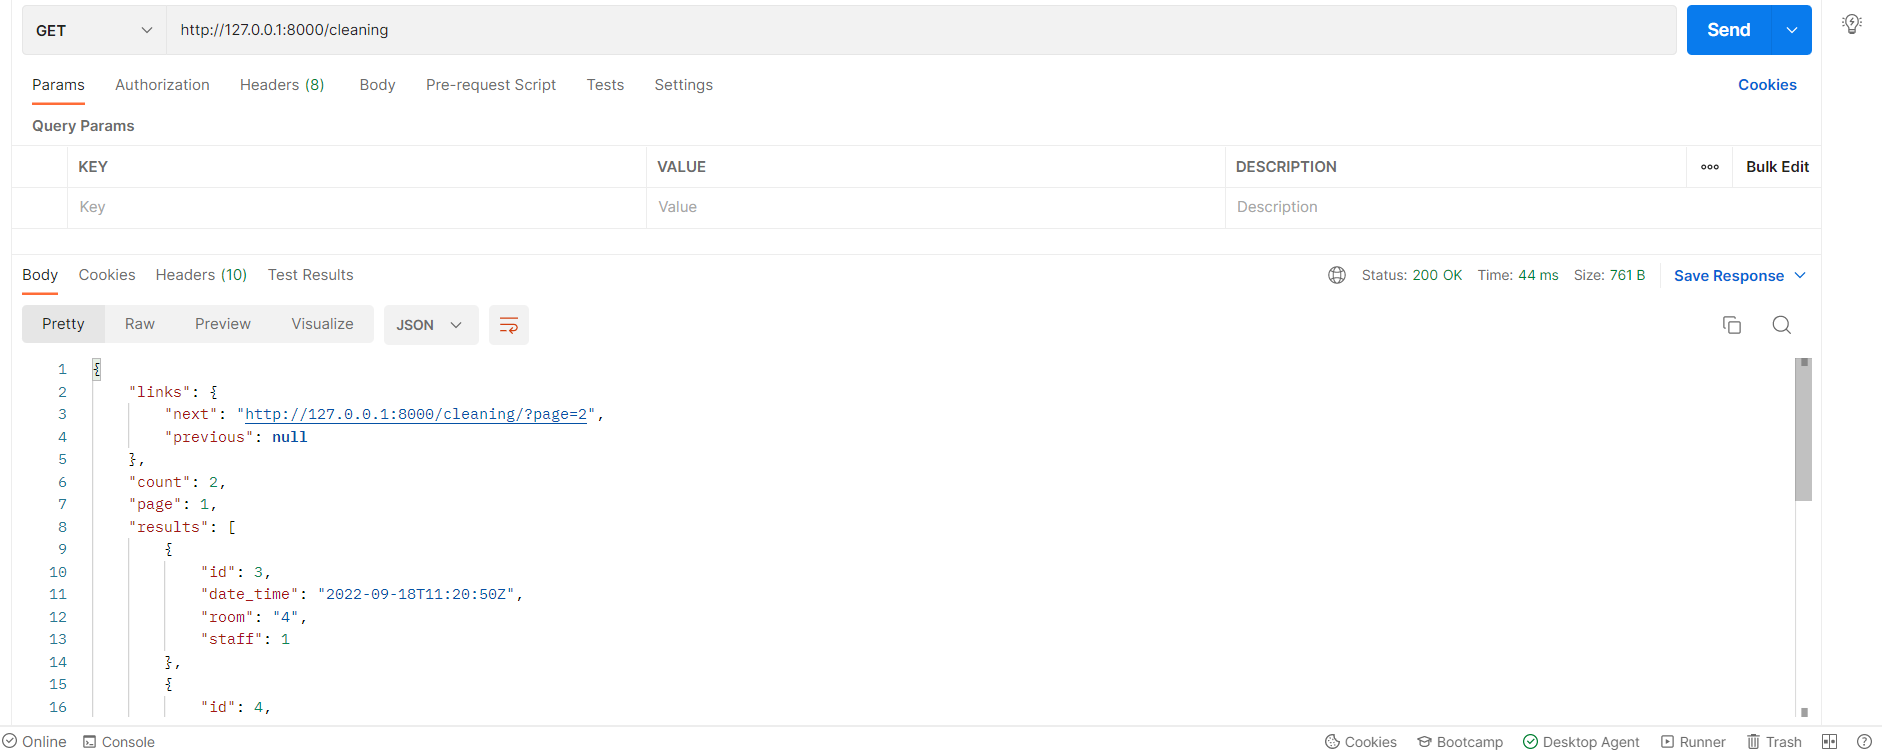 GET http://127.0.0.1:8000/cleaning Send
Params Authorization Headers (8) Body Pre-request Script Tests Settings Cookies
Query Params
KEY VALUE DESCRIPTION Bulk Edit
Key Value Description
Body Cookies Headers (10) Test Results Status: 200 OK Time: 44 ms Size: 761 B Save Response
Pretty Raw Preview Visualize JSON
1 {
2 "links": {
3 "next": "http://127.0.0.1:8000/cleaning/?page=2",
4 "previous": null
5 },
6 "count": 2,
7 "page": 1,
8 "results": [
9 {
10 "id": 3,
11 "date_time": "2022-09-18T11:20:50Z",
12 "room": "4",
13 "staff": 1
14 },
15 {
16 "id": 4,
Online Console Cookies Bootcamp Desktop Agent Runner Trash